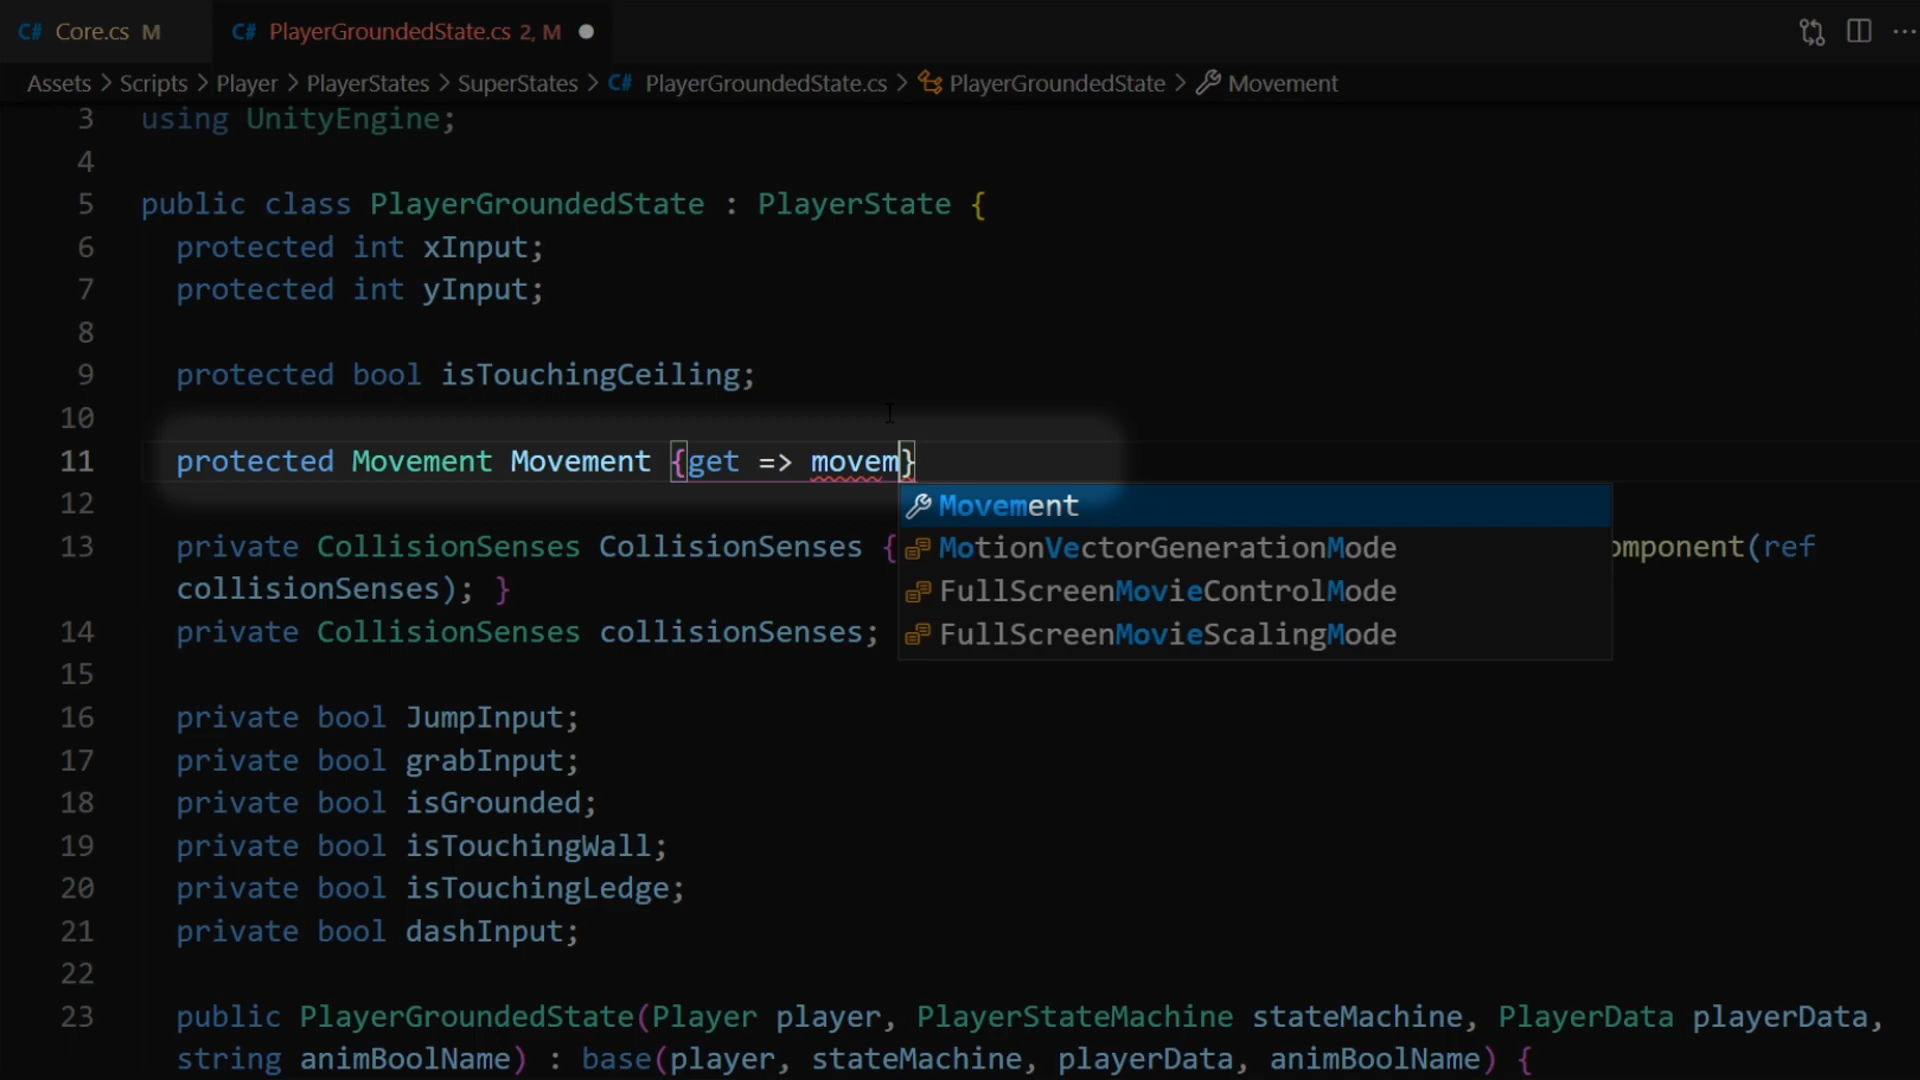 C# Core.cs M C# PlayerGroundedState.cs 2, M
Assets > Scripts > Player > PlayerStates > SuperStates > C# PlayerGroundedState.cs > PlayerGroundedState > Movement
3 using UnityEngine;
4
5 public class PlayerGroundedState : PlayerState {
6 protected int xInput;
7 protected int yInput;
8
9 protected bool isTouchingCeiling;
10
11 protected Movement Movement {get => movem}
12 Movement
MotionVectorGenerationMode
13 private CollisionSenses CollisionSenses { omponent(ref
FullScreenMovieControlMode
collisionSenses); }
14 private CollisionSenses collisionSenses;
FullScreenMovieScalingMode
15
16 private bool JumpInput;
17 private bool grabInput;
18 private bool isGrounded;
19 private bool isTouchingWall;
20 private bool isTouchingLedge;
21 private bool dashInput;
22
23 public PlayerGroundedState(Player player, PlayerStateMachine stateMachine, PlayerData playerData,
string animBoolName) : base(player, stateMachine, playerData, animBoolName) {